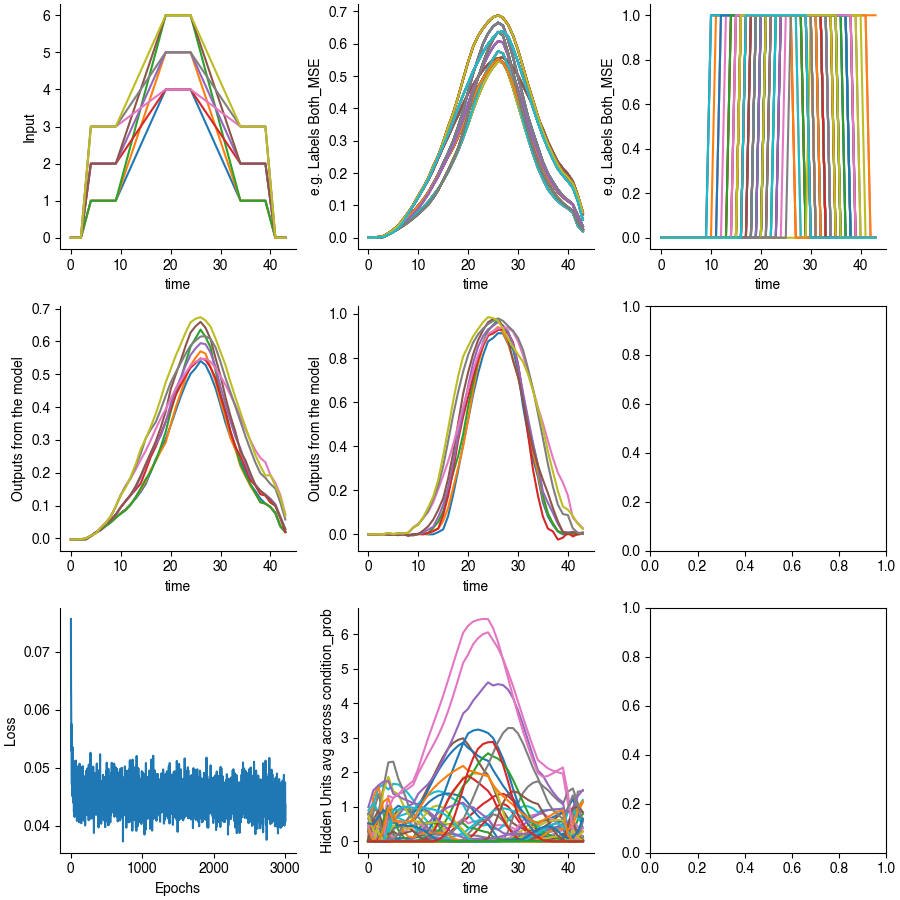 6
5
4
3
2
1
0
Input
0 10 20 30 40
time
0.7
0.6
0.5
0.4
0.3
0.2
0.1
0.0
e.g. Labels Both_MSE
0 10 20 30 40
time
1.0
0.8
0.6
0.4
0.2
0.0
e.g. Labels Both_MSE
0 10 20 30 40
time
0.7
0.6
0.5
0.4
0.3
0.2
0.1
0.0
Outputs from the model
0 10 20 30 40
time
1.0
0.8
0.6
0.4
0.2
0.0
Outputs from the model
0 10 20 30 40
time
1.0
0.8
0.6
0.4
0.2
0.0
0.0 0.2 0.4 0.6 0.8 1.0
0.07
0.06
0.05
0.04
Loss
0 1000 2000 3000
Epochs
6
5
4
3
2
1
0
Hidden Units avg across condition_prob
0 10 20 30 40
time
1.0
0.8
0.6
0.4
0.2
0.0
0.0 0.2 0.4 0.6 0.8 1.0